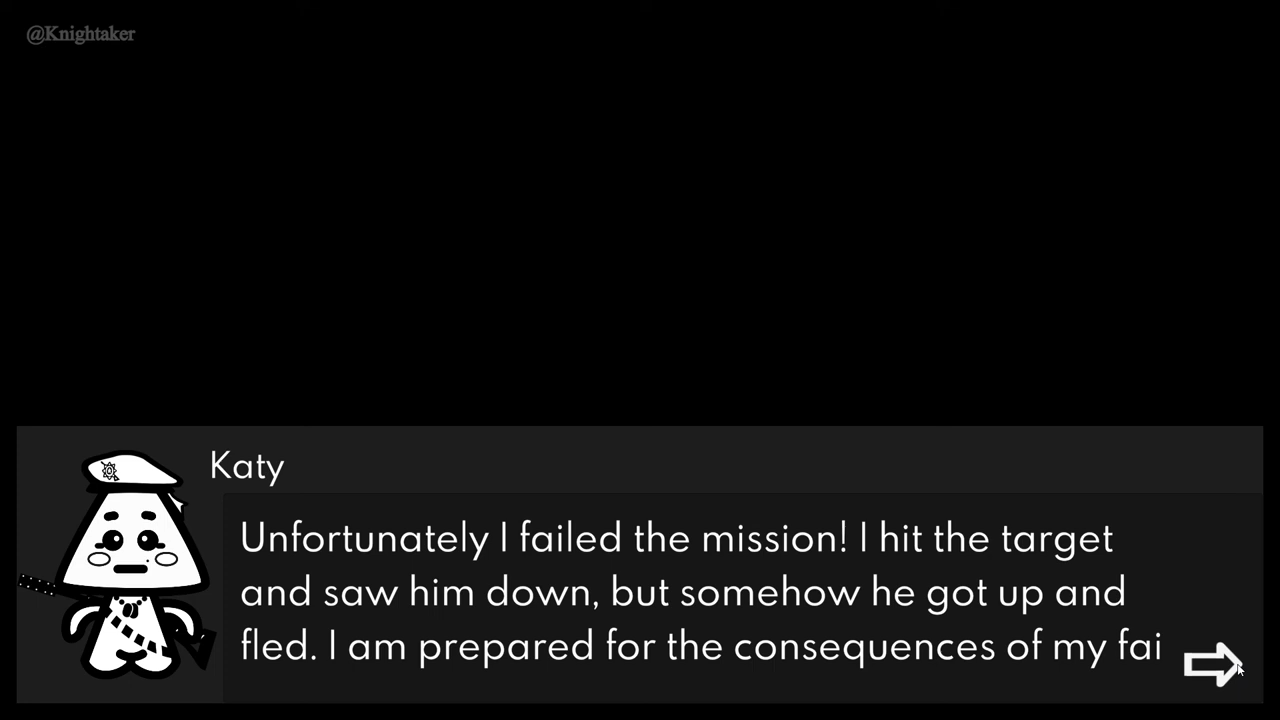 @Knightaker
Katy
Unfortunately I failed the mission! I hit the target
and saw him down, but somehow he got up and
fled. I am prepared for the consequences of my fai